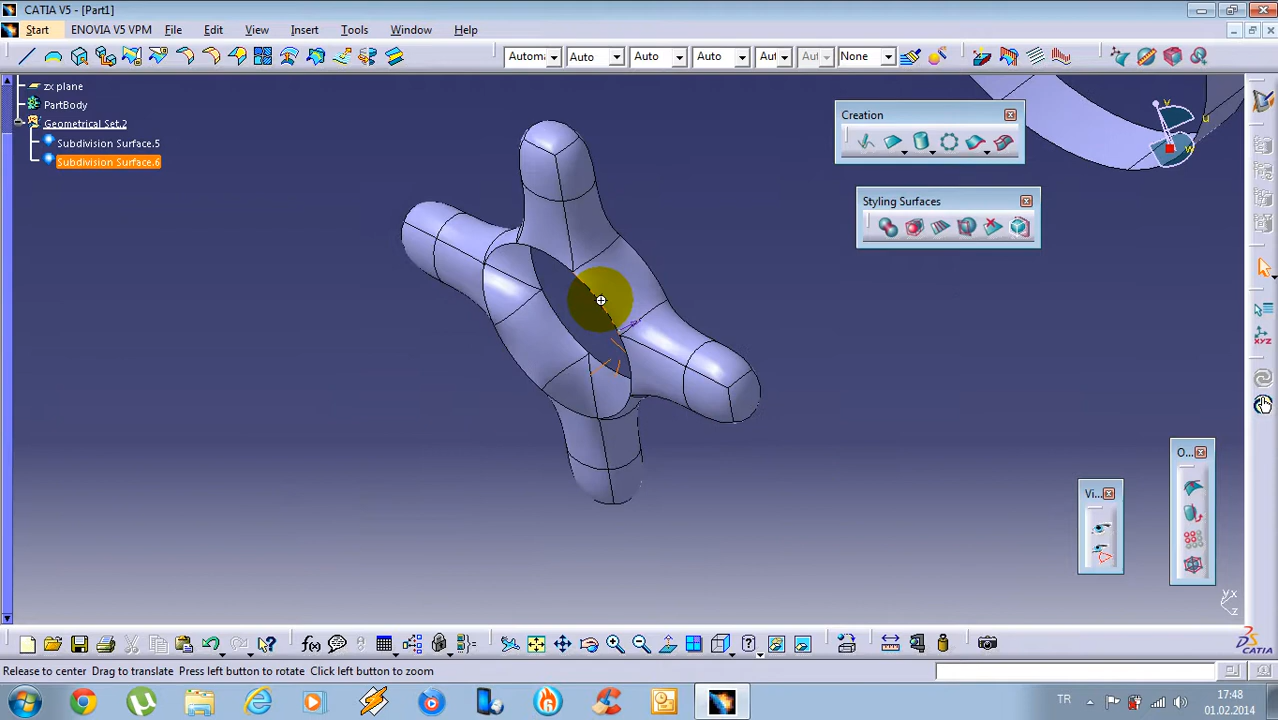 CATIA V5 - [Part1]
Start ENOVIA V5 VPM File Edit View Insert Tools Window Help
Autom Auto Auto Auto Aut Aut None
zx plane
PartBody
Geometrical Set.2
Subdivision Surface.5
Subdivision Surface.6
Creation
Styling Surfaces
v
u
w
XYZ
O...
Vi...
y x
z
f(x)
CATIA
Release to center Drag to translate Press left button to rotate Click left button to zoom
TR
17:48
01.02.2014